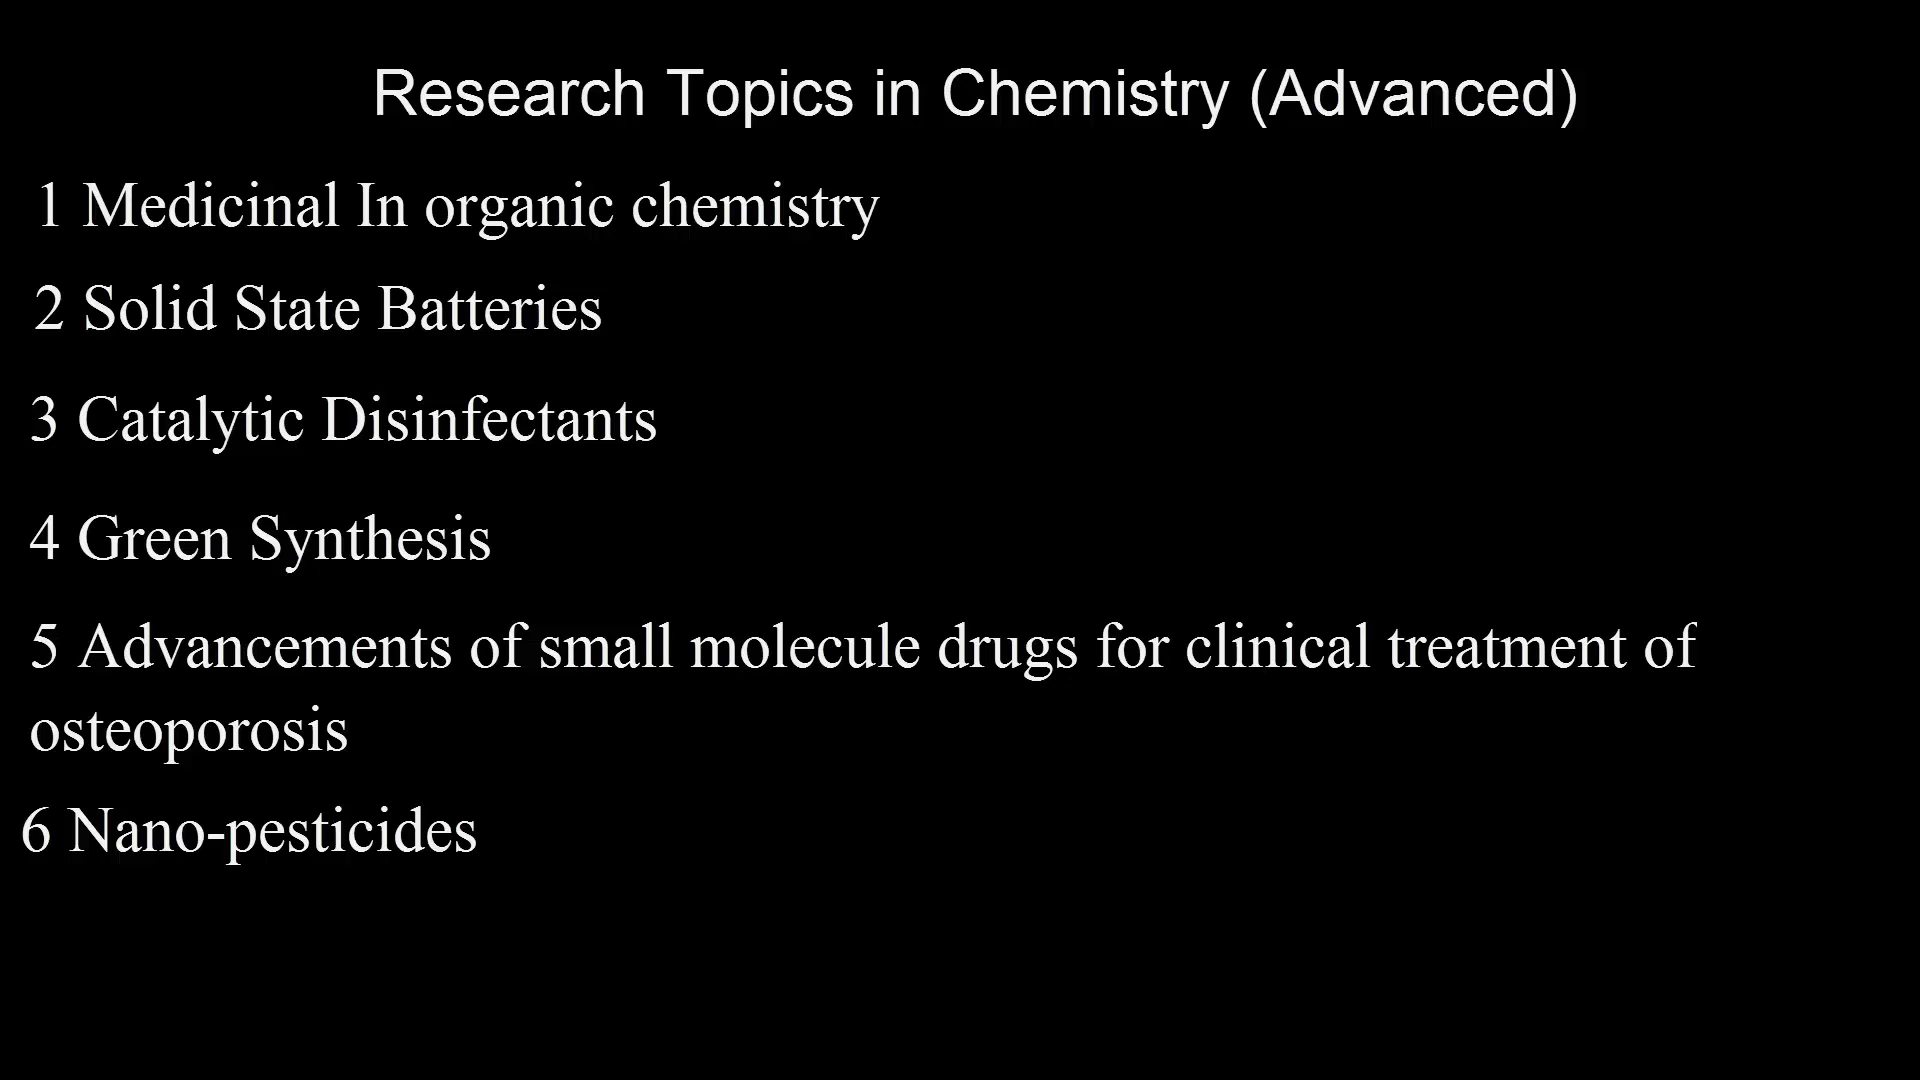 Research Topics in Chemistry (Advanced)
1 Medicinal In organic chemistry
2 Solid State Batteries
3 Catalytic Disinfectants
4 Green Synthesis
5 Advancements of small molecule drugs for clinical treatment of
osteoporosis
6 Nano-pesticides